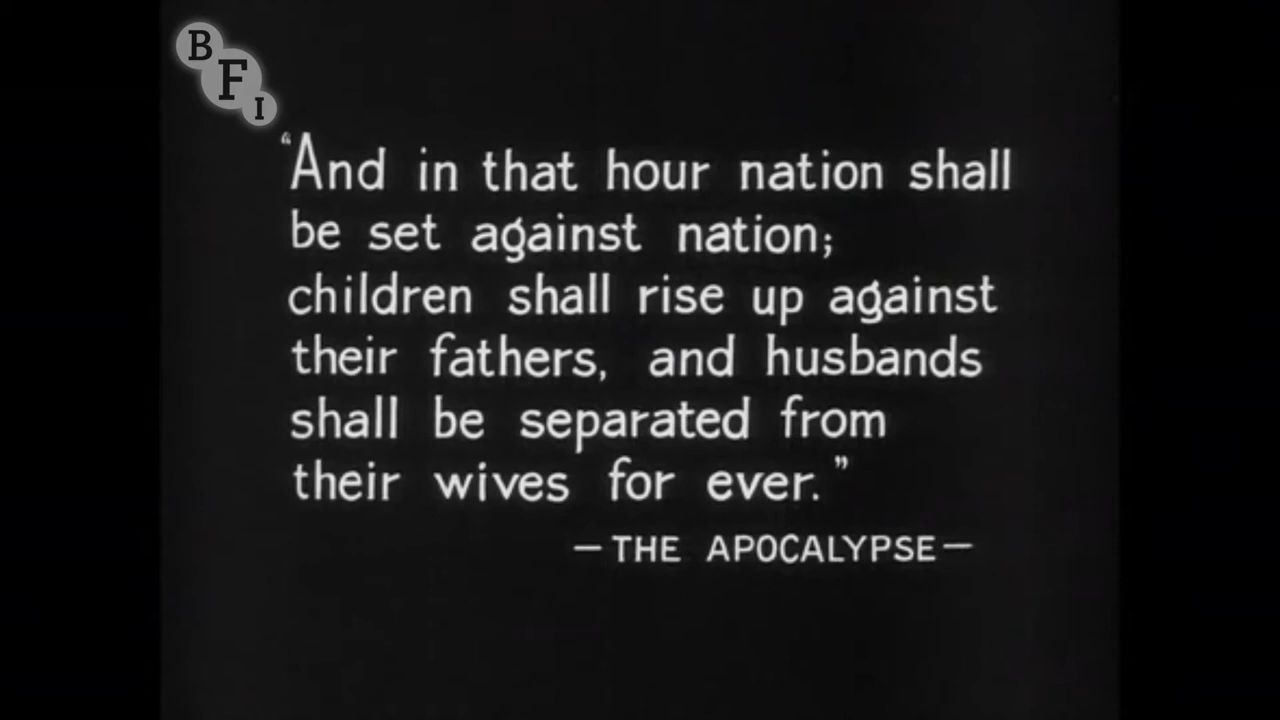 BFI
“And in that hour nation shall
be set against nation;
children shall rise up against
their fathers, and husbands
shall be separated from
their wives for ever.”
— THE APOCALYPSE —